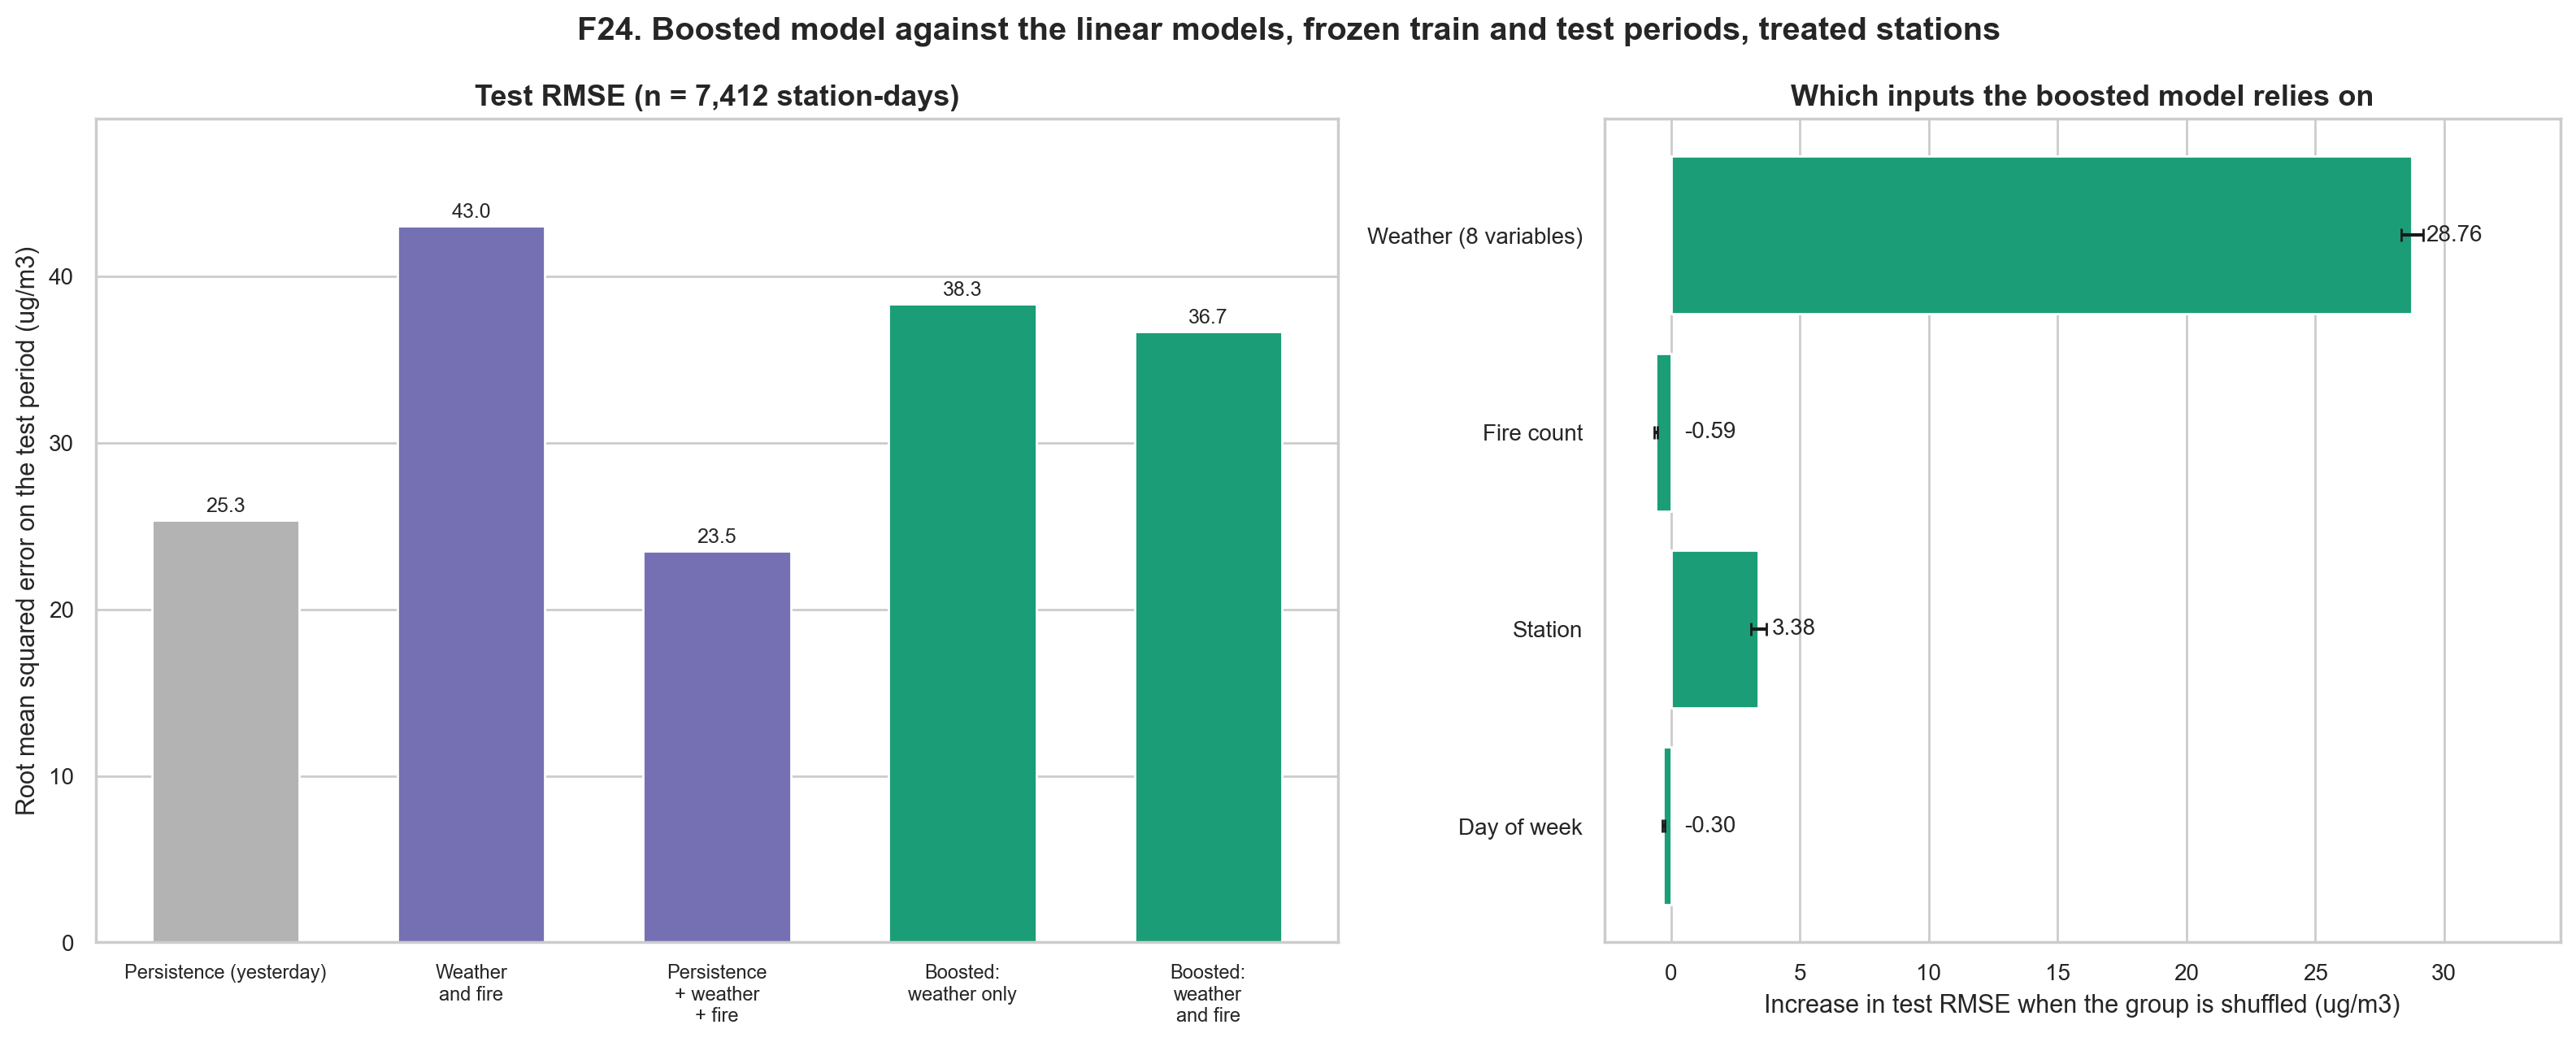 F24. Boosted model against the linear models, frozen train and test periods, treated stations
Test RMSE (n = 7,412 station-days)
Root mean squared error on the test period (ug/m3)
40
30
20
10
0
25.3
43.0
23.5
38.3
36.7
Persistence (yesterday)
Weather
and fire
Persistence
+ weather
+ fire
Boosted:
weather only
Boosted:
weather
and fire
Which inputs the boosted model relies on
Weather (8 variables)
28.76
Fire count
-0.59
Station
3.38
Day of week
-0.30
0
5
10
15
20
25
30
Increase in test RMSE when the group is shuffled (ug/m3)